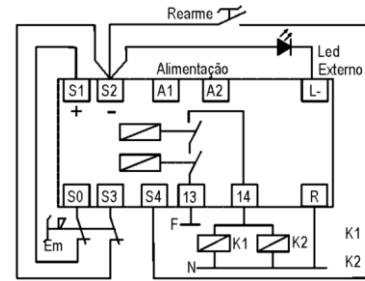 Rearme
Led
Externo
Alimentação
S1 S2 A1 A2 L-
+ -
S0 S3 S4 13 14 R
Em
F
K1 K2
N
K1
K2